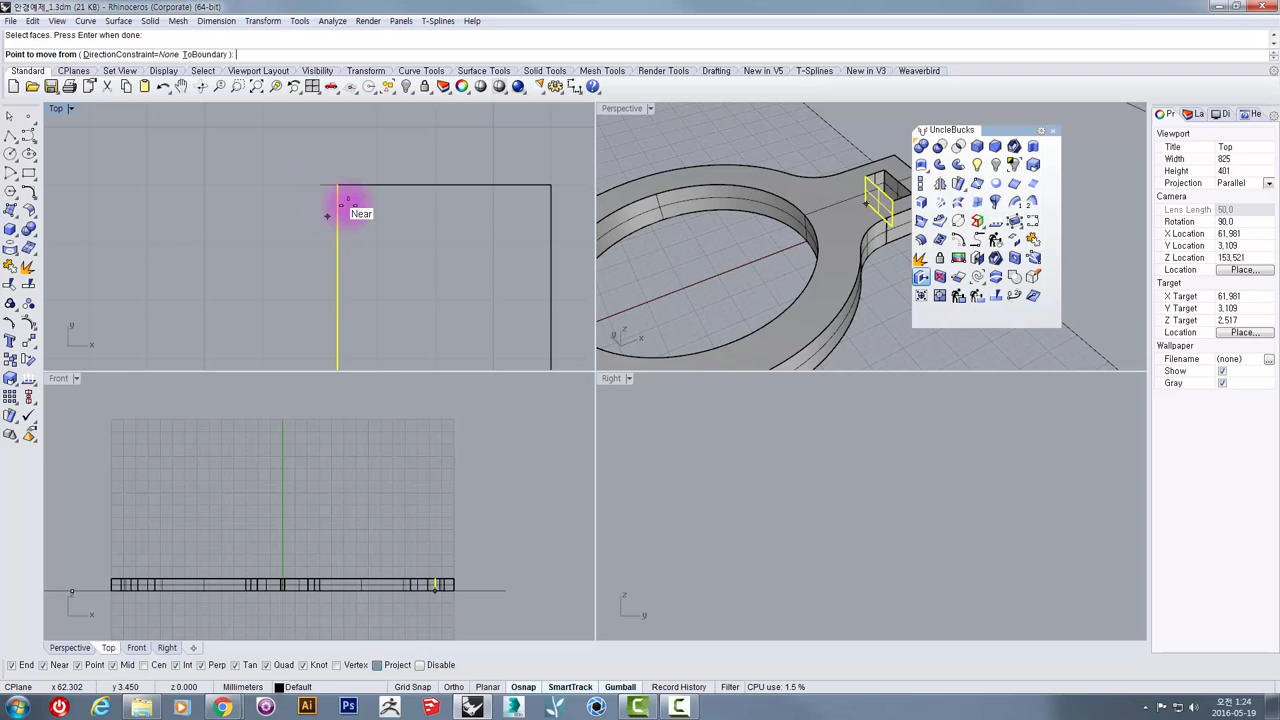 안경예제_1.3dm (21 KB) - Rhinoceros (Corporate) (64-bit)
File Edit View Curve Surface Solid Mesh Dimension Transform Tools Analyze Render Panels T-Splines Help
Select faces. Press Enter when done:
Point to move from ( DirectionConstraint=None ToBoundary ):
Standard CPlanes Set View Display Select Viewport Layout Visibility Transform Curve Tools Surface Tools Solid Tools Mesh Tools Render Tools Drafting New in V5 T-Splines New in V3 Weaverbird
Top
Near
y
x
Perspective
UncleBucks
z
y
x
Front
z
x
Right
z
y
Pr La Di He
Viewport
Title Top
Width 825
Height 401
Projection Parallel
Camera
Lens Length 50.0
Rotation 90.0
X Location 61,981
Y Location 3,109
Z Location 153,521
Location Place...
Target
X Target 61,981
Y Target 3,109
Z Target 2,517
Location Place...
Wallpaper
Filename (none) ...
Show
Gray
Perspective Top Front Right
End Near Point Mid Cen Int Perp Tan Quad Knot Vertex Project Disable
CPlane x 62.302 y 3.450 z 0.000 Millimeters Default Grid Snap Ortho Planar Osnap SmartTrack Gumball Record History Filter CPU use: 1.5 %
Ai Ps
오전 1:24
2016-05-19